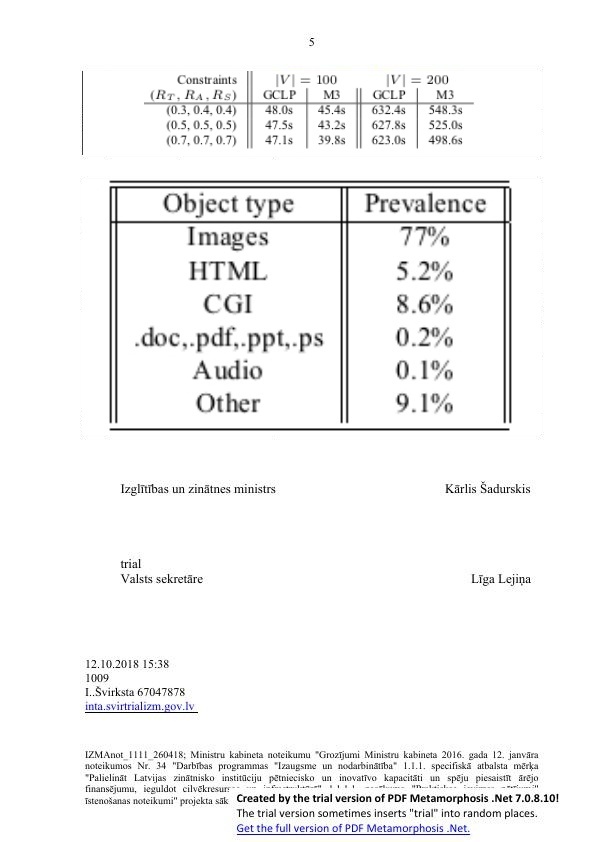 5
Constraints |V| = 100 |V| = 200
(R_T, R_A, R_S) GCLP M3 GCLP M3
(0.3, 0.4, 0.4) 48.0s 45.4s 632.4s 548.3s
(0.5, 0.5, 0.5) 47.5s 43.2s 627.8s 525.0s
(0.7, 0.7, 0.7) 47.1s 39.8s 623.0s 498.6s
Object type Prevalence
Images 77%
HTML 5.2%
CGI 8.6%
.doc,.pdf,.ppt,.ps 0.2%
Audio 0.1%
Other 9.1%
Izglītības un zinātnes ministrs Kārlis Šadurskis
trial
Valsts sekretāre Līga Lejiņa
12.10.2018 15:38
1009
I..Švirksta 67047878
inta.svirtrializm.gov.lv
IZMAnot_1111_260418; Ministru kabineta noteikumu "Grozījumi Ministru kabineta 2016. gada 12. janvāra
noteikumos Nr. 34 "Darbības programmas "Izaugsme un nodarbinātība" 1.1.1. specifiskā atbalsta mērķa
"Palielināt Latvijas zinātnisko institūciju pētniecisko un inovatīvo kapacitāti un spēju piesaistīt ārējo
finansējumu, ieguldot
īstenošanas noteikumi" projekta
Created by the trial version of PDF Metamorphosis .Net 7.0.8.10!
The trial version sometimes inserts "trial" into random places.
Get the full version of PDF Metamorphosis .Net.